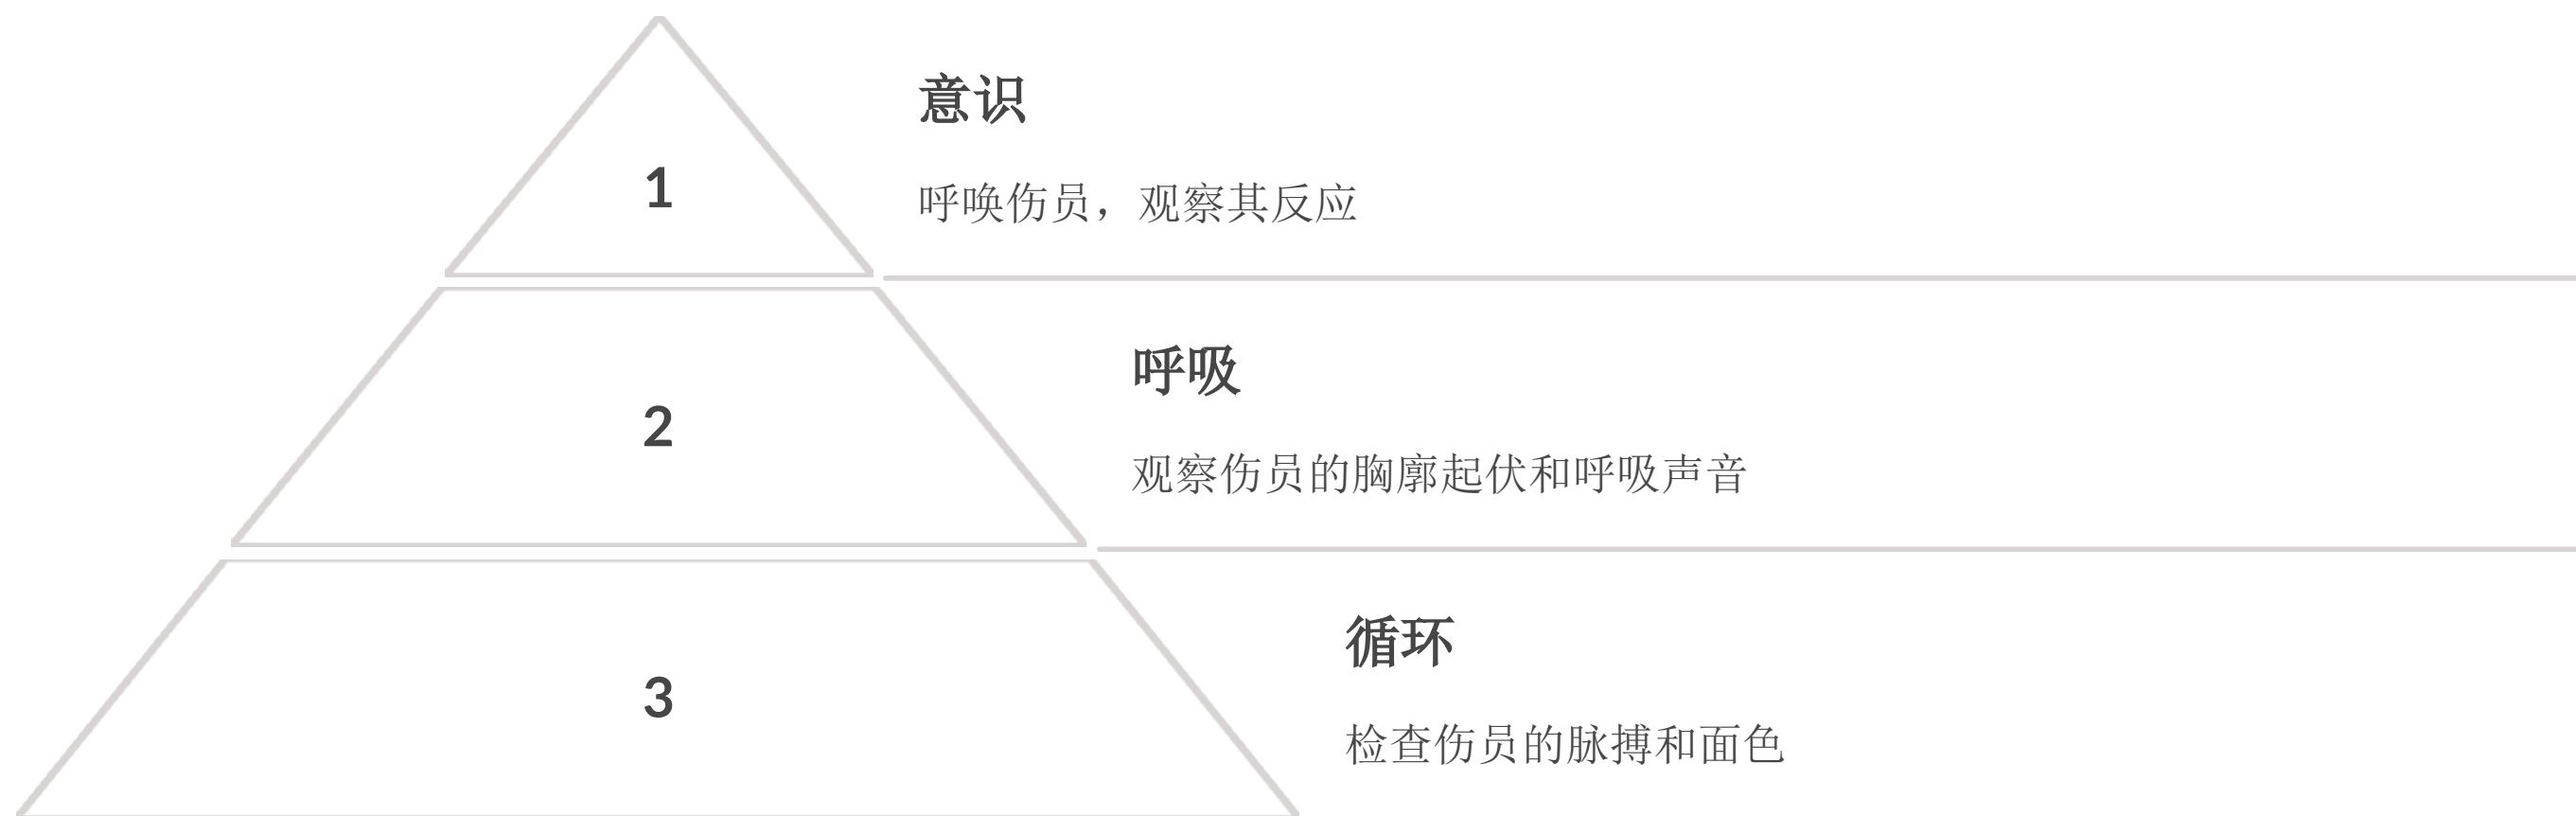 1
意识
呼唤伤员，观察其反应
2
呼吸
观察伤员的胸廓起伏和呼吸声音
3
循环
检查伤员的脉搏和面色